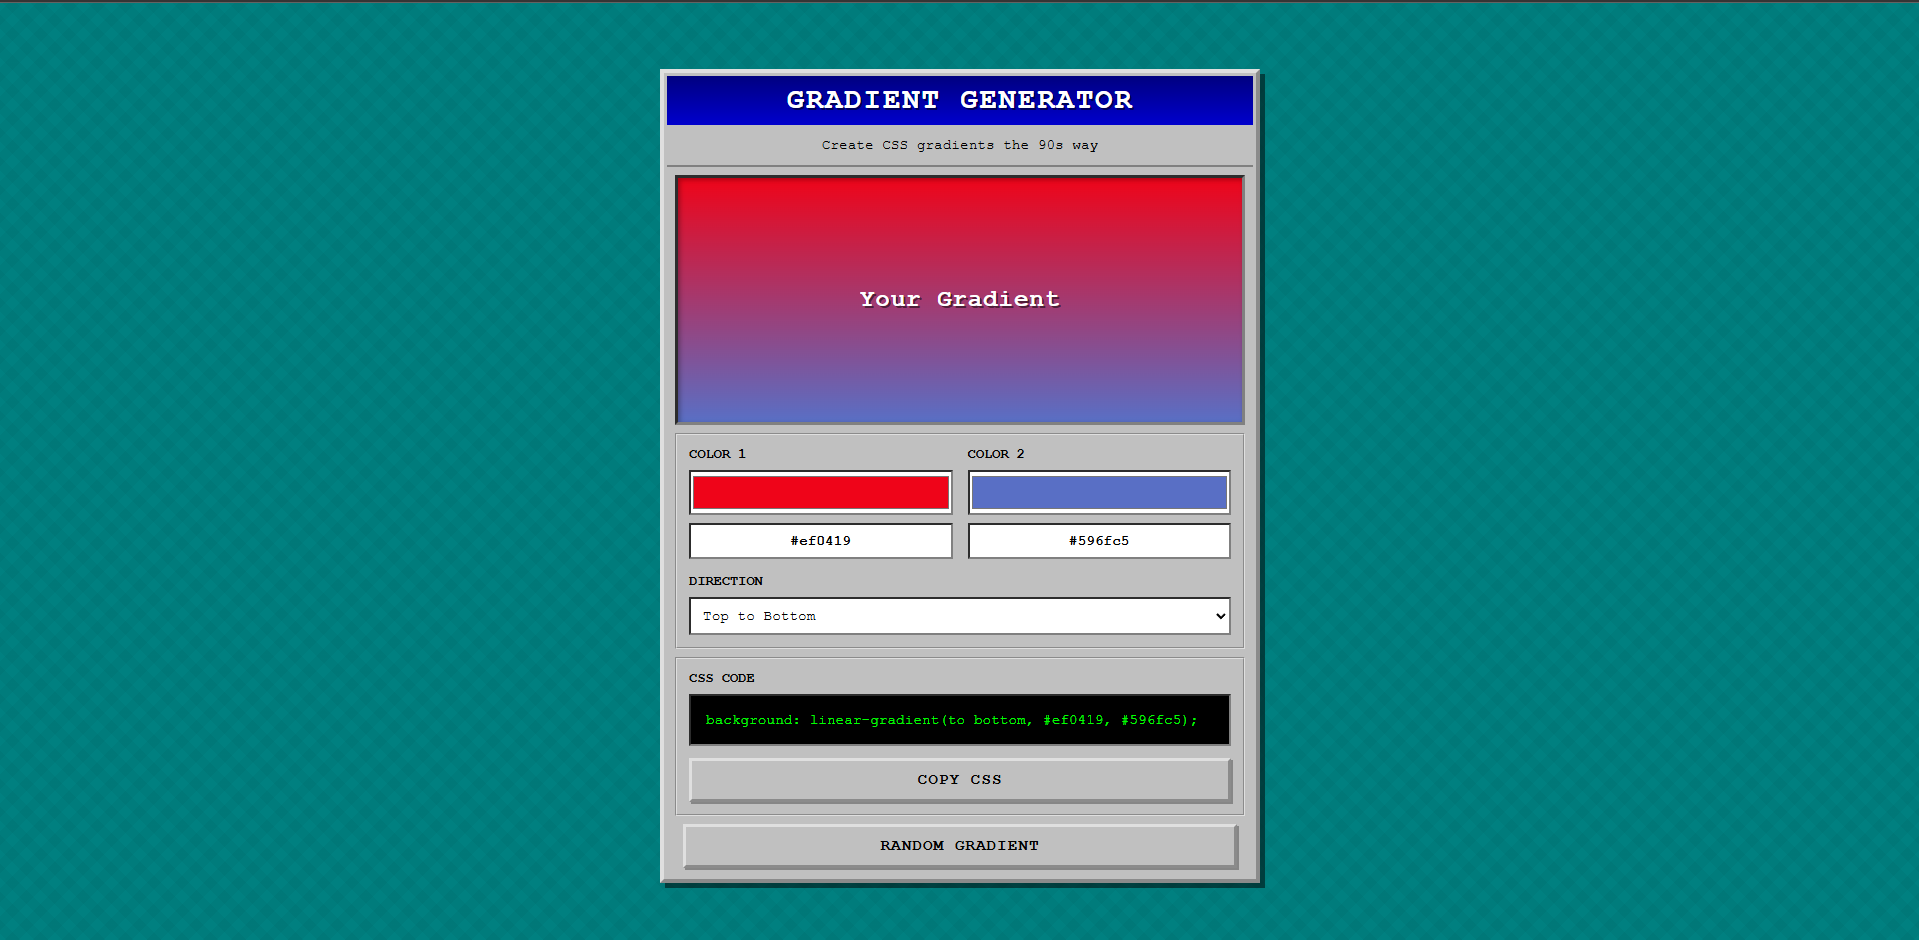 GRADIENT GENERATOR
Create CSS gradients the 90s way
Your Gradient
COLOR 1
COLOR 2
#ef0419
#596fc5
DIRECTION
Top to Bottom
CSS CODE
background: linear-gradient(to bottom, #ef0419, #596fc5);
COPY CSS
RANDOM GRADIENT